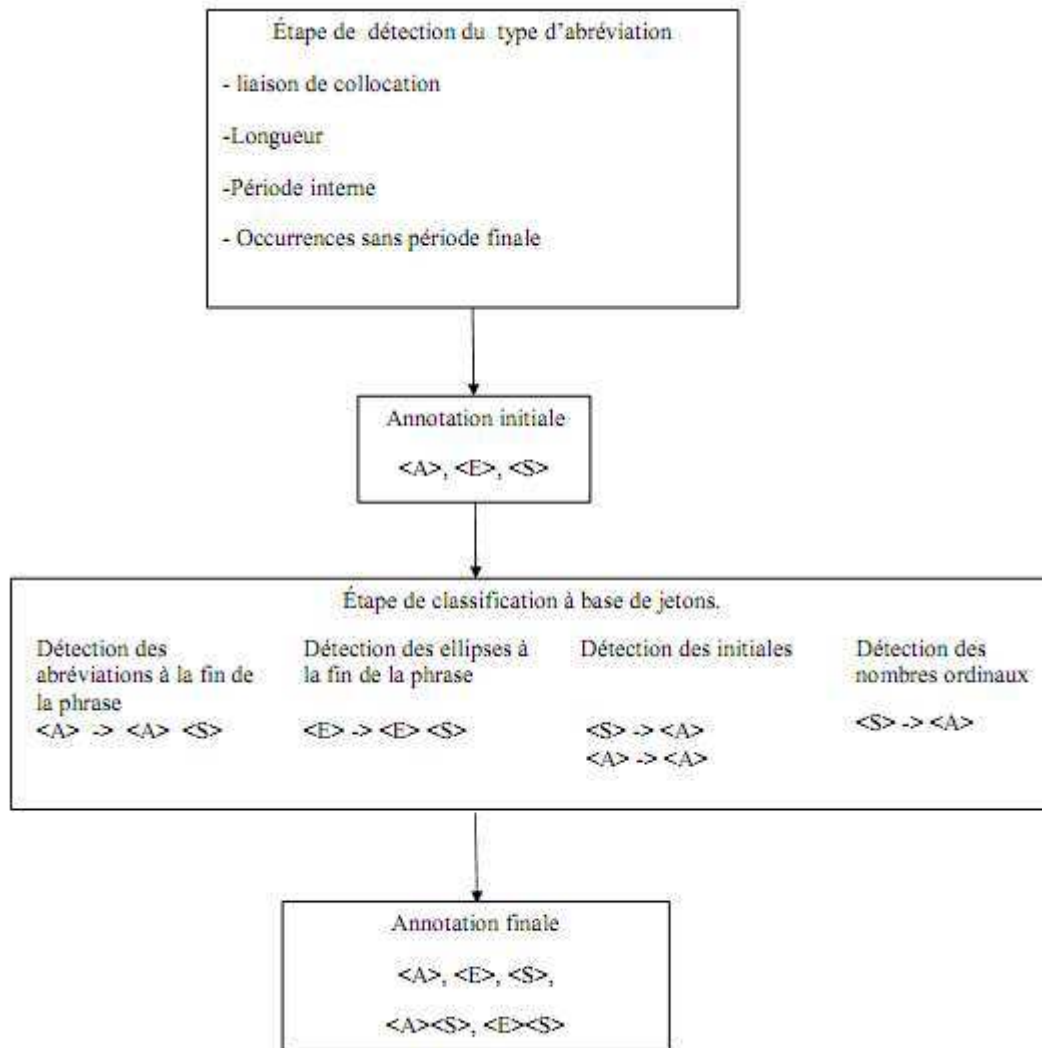 Étape de détection du type d'abréviation
- liaison de collocation
-Longueur
-Période interne
- Occurrences sans période finale
Annotation initiale
<A>, <E>, <S>
Étape de classification à base de jetons.
Détection des
abréviations à la fin de
la phrase
<A> -> <A> <S>
Détection des ellipses à
la fin de la phrase
<E> -> <E> <S>
Détection des initiales
<S> -> <A>
<A> -> <A>
Détection des
nombres ordinaux
<S> -> <A>
Annotation finale
<A>, <E>, <S>,
<A><S>, <E><S>